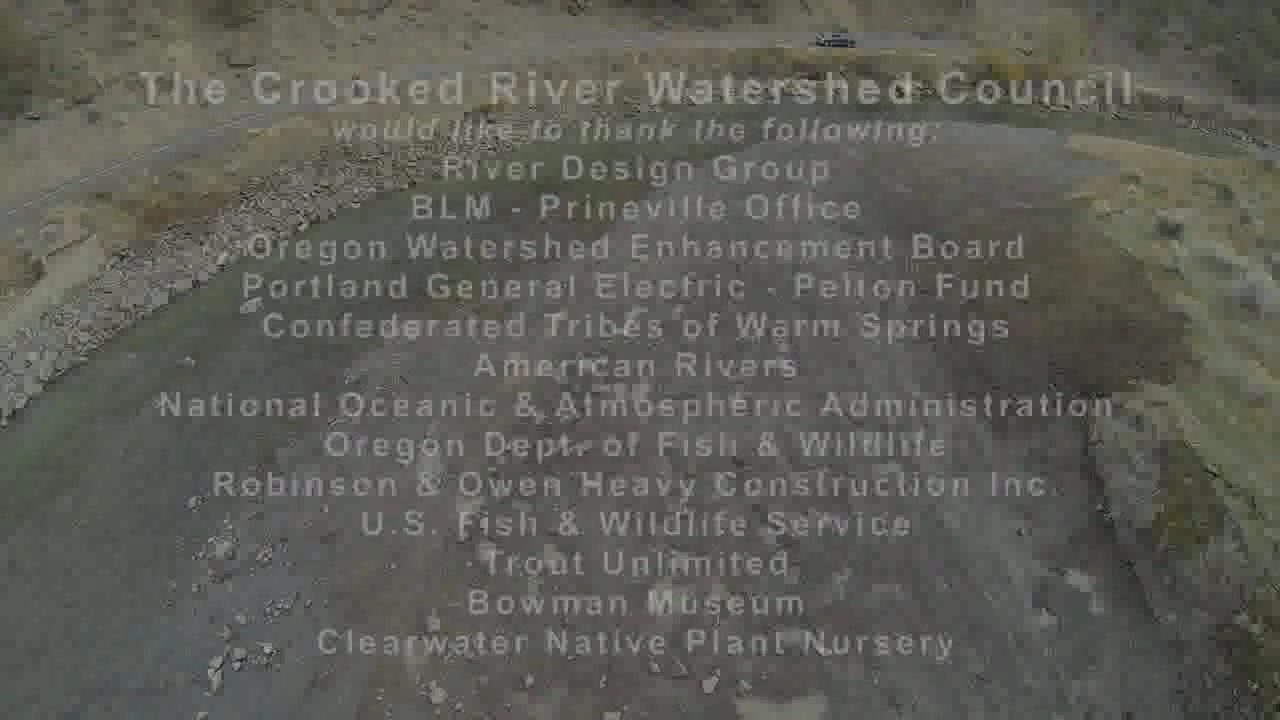 The Crooked River Watershed Council
would like to thank the following:
River Design Group
BLM - Prineville Office
Oregon Watershed Enhancement Board
Portland General Electric - Pelton Fund
Confederated Tribes of Warm Springs
American Rivers
National Oceanic & Atmospheric Administration
Oregon Dept. of Fish & Wildlife
Robinson & Owen Heavy Construction Inc.
U.S. Fish & Wildlife Service
Trout Unlimited
Bowman Museum
Clearwater Native Plant Nursery